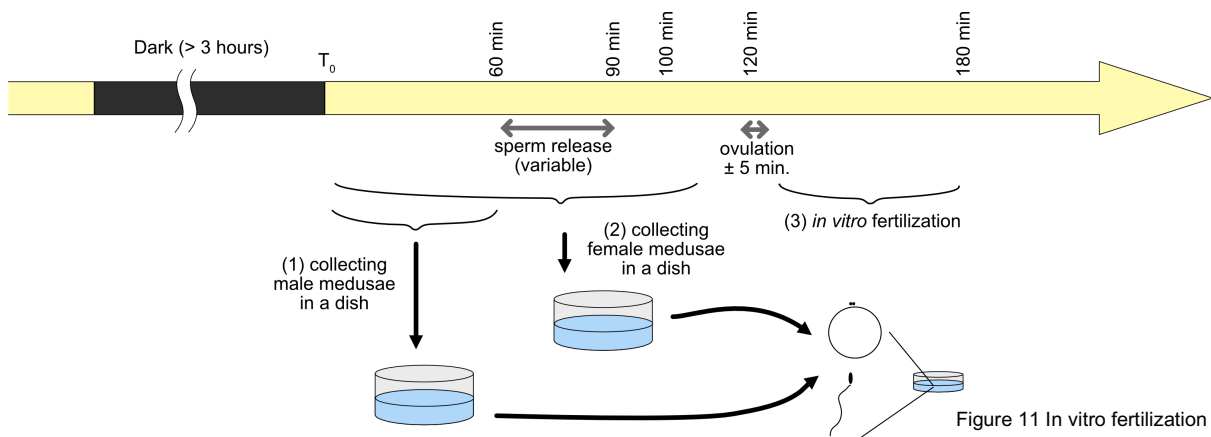 Dark (> 3 hours)
T0
60 min
90 min
100 min
120 min
180 min
sperm release
(variable)
ovulation
± 5 min.
(1) collecting
male medusae
in a dish
(2) collecting
female medusae
in a dish
(3) in vitro fertilization
Figure 11 In vitro fertilization